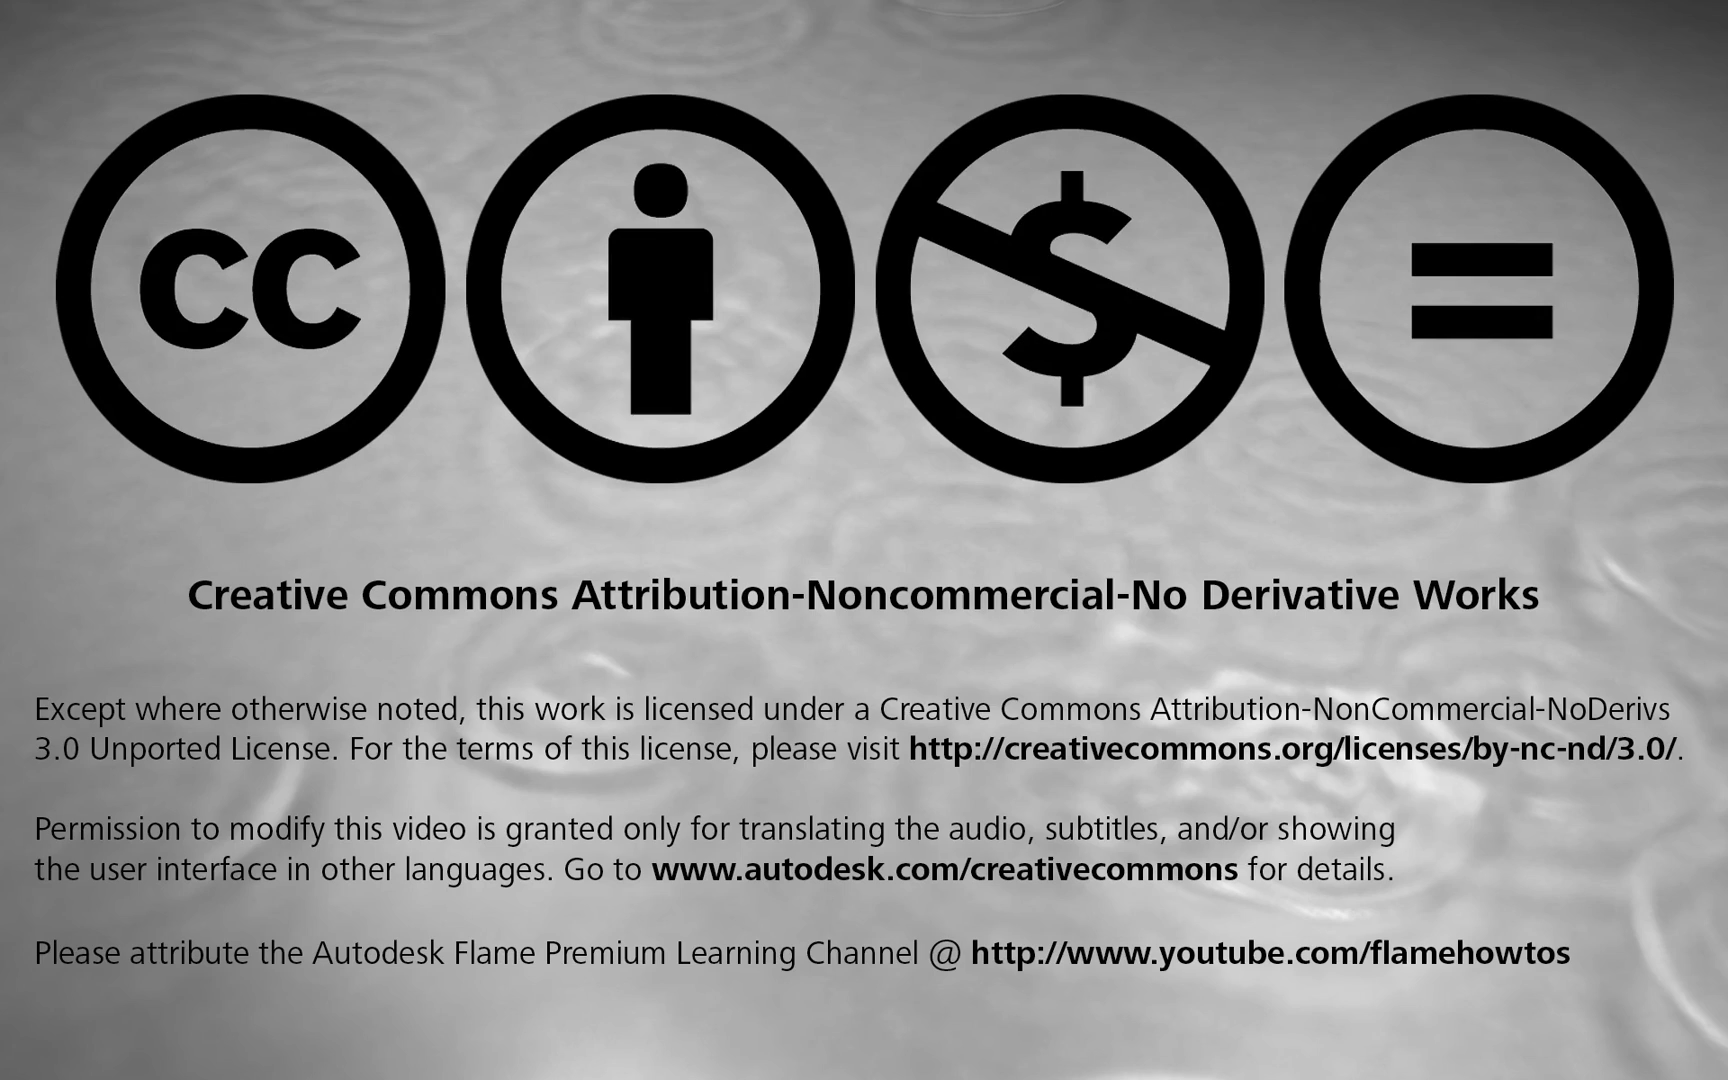 cc
$
=
Creative Commons Attribution-Noncommercial-No Derivative Works
Except where otherwise noted, this work is licensed under a Creative Commons Attribution-NonCommercial-NoDerivs
3.0 Unported License. For the terms of this license, please visit http://creativecommons.org/licenses/by-nc-nd/3.0/.
Permission to modify this video is granted only for translating the audio, subtitles, and/or showing
the user interface in other languages. Go to www.autodesk.com/creativecommons for details.
Please attribute the Autodesk Flame Premium Learning Channel @ http://www.youtube.com/flamehowtos